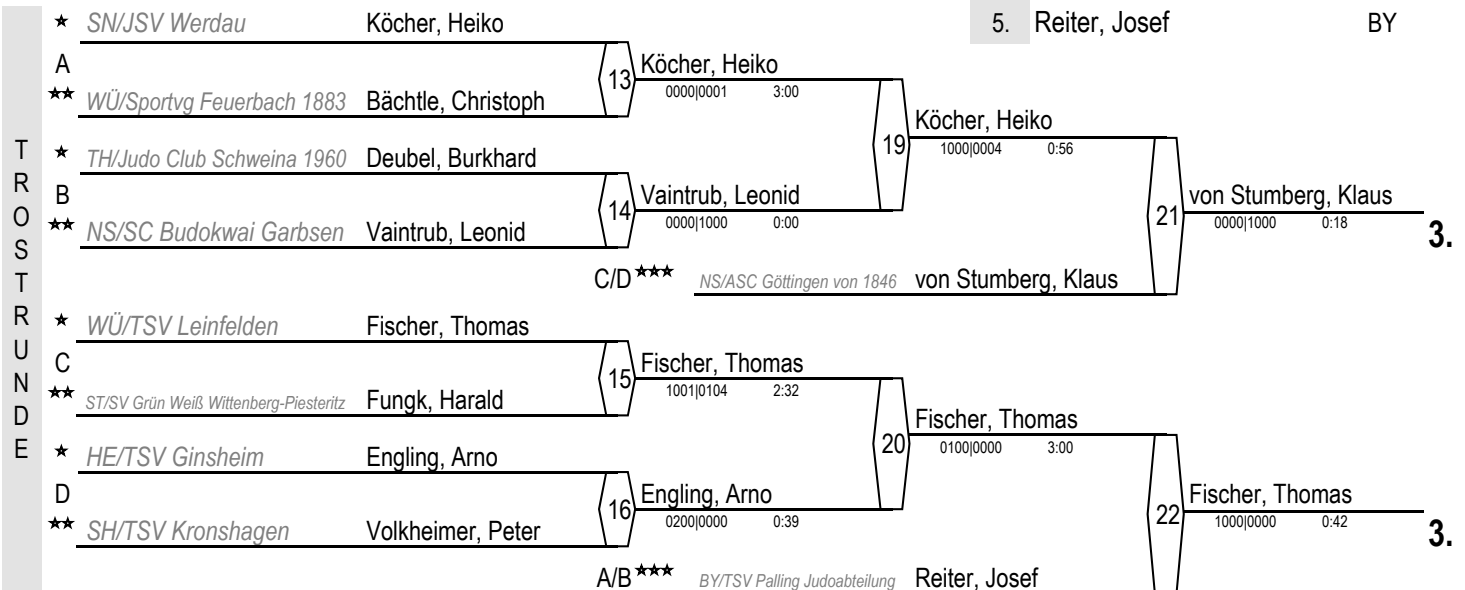 ★ SN/JSV Werdau Köcher, Heiko
5. Reiter, Josef BY
A
13 Köcher, Heiko
0000|0001 3:00
★★ WÜ/Sportvg Feuerbach 1883 Bächtle, Christoph
19 Köcher, Heiko
1000|0004 0:56
★ TH/Judo Club Schweina 1960 Deubel, Burkhard
B
14 Vaintrub, Leonid
0000|1000 0:00
★★ NS/SC Budokwai Garbsen Vaintrub, Leonid
21 von Stumberg, Klaus
0000|1000 0:18
3.
C/D ★★★ NS/ASC Göttingen von 1846 von Stumberg, Klaus
TROSTRUNDE
★ WÜ/TSV Leinfelden Fischer, Thomas
C
15 Fischer, Thomas
1001|0104 2:32
★★ ST/SV Grün Weiß Wittenberg-Piesteritz Fungk, Harald
20 Fischer, Thomas
0100|0000 3:00
★ HE/TSV Ginsheim Engling, Arno
D
16 Engling, Arno
0200|0000 0:39
★★ SH/TSV Kronshagen Volkheimer, Peter
22 Fischer, Thomas
1000|0000 0:42
3.
A/B ★★★ BY/TSV Palling Judoabteilung Reiter, Josef